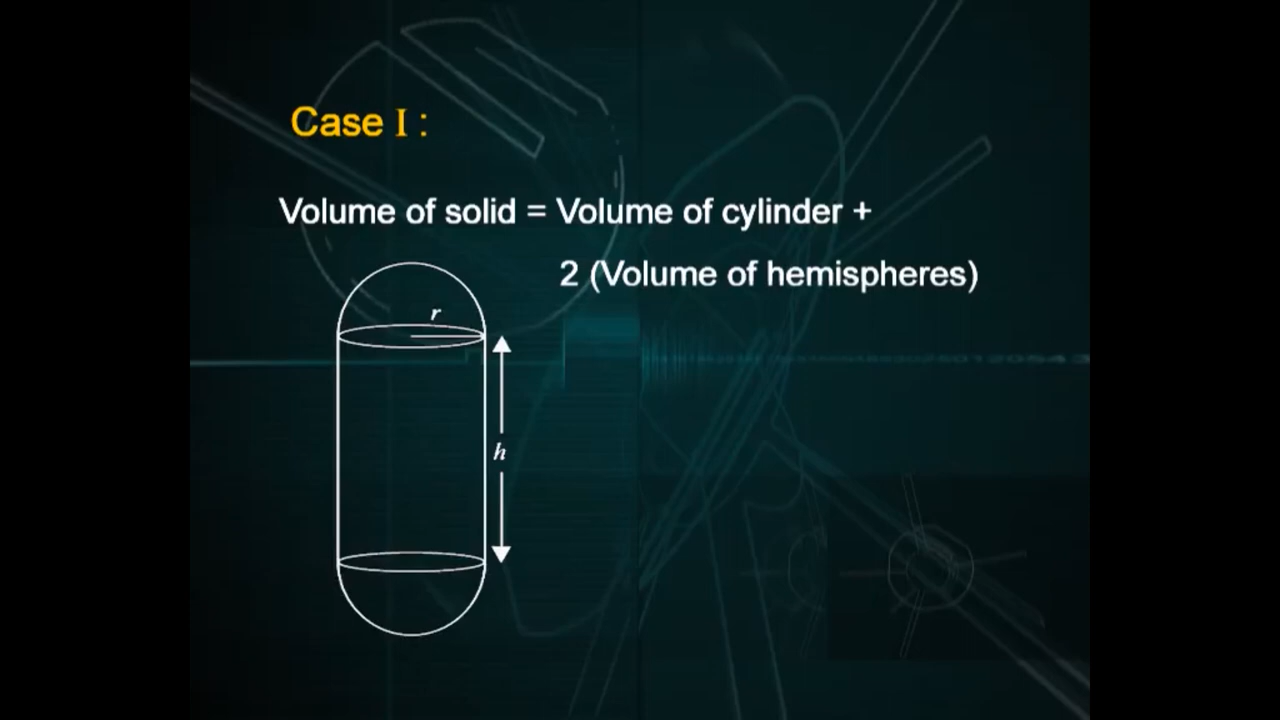 Case I :
Volume of solid = Volume of cylinder +
2 (Volume of hemispheres)
r
h